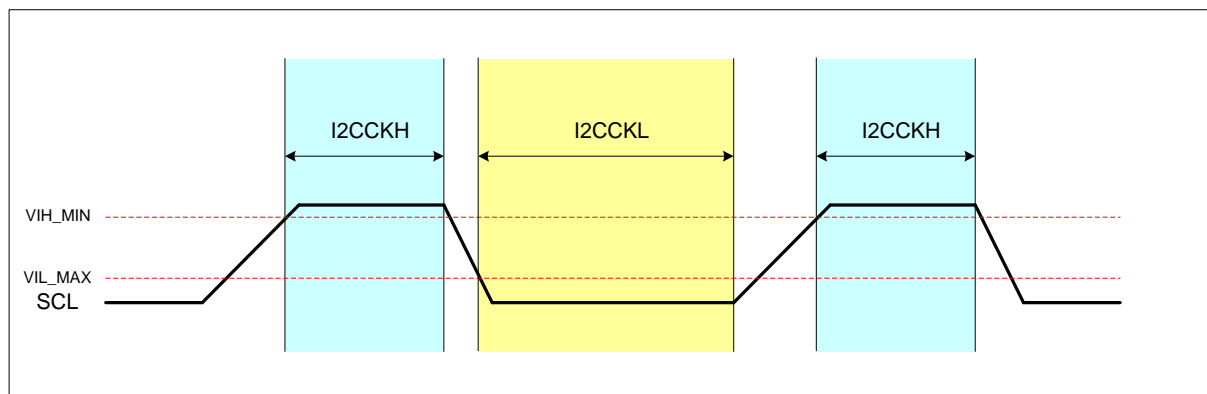 I2CCKH
I2CCKL
I2CCKH
VIH_MIN
VIL_MAX
SCL